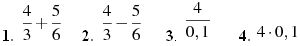 1. 4/3 + 5/6 2. 4/3 − 5/6 3. 4/0,1 4. 4·0,1